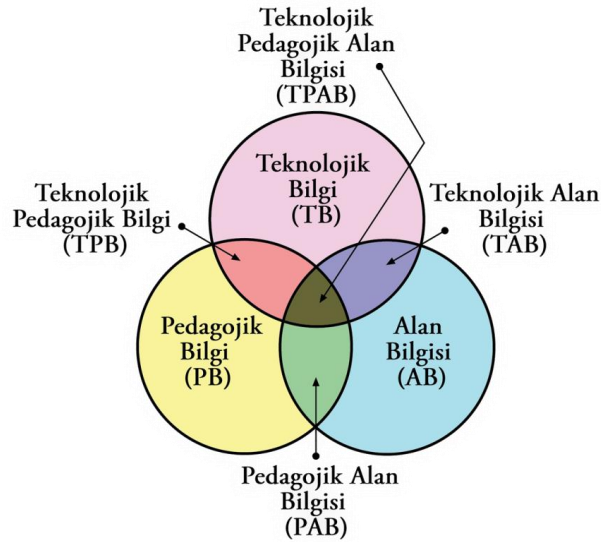 Teknolojik
Pedagojik Alan
Bilgisi
(TPAB)
Teknolojik
Bilgi
(TB)
Teknolojik
Pedagojik Bilgi
(TPB)
Teknolojik Alan
Bilgisi
(TAB)
Pedagojik
Bilgi
(PB)
Alan
Bilgisi
(AB)
Pedagojik Alan
Bilgisi
(PAB)